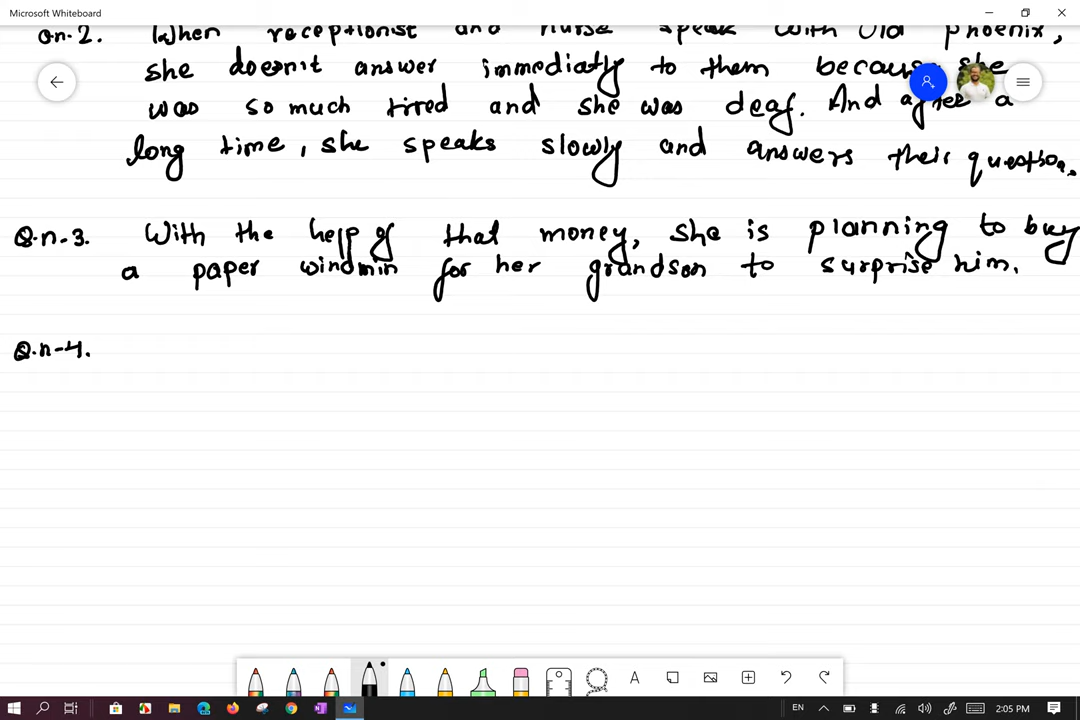 Microsoft Whiteboard
Q.n.2. When receptionist and nurse speak with Old Phoenix,
she doesn't answer immediatly to them because she
was so much tired and she was deaf. And after a
long time, she speaks slowly and answers their question.
Q.n-3. With the help of that money, she is planning to buy
a paper windmin for her grandson to surprise him.
Q.n-4.
A
EN
2:05 PM